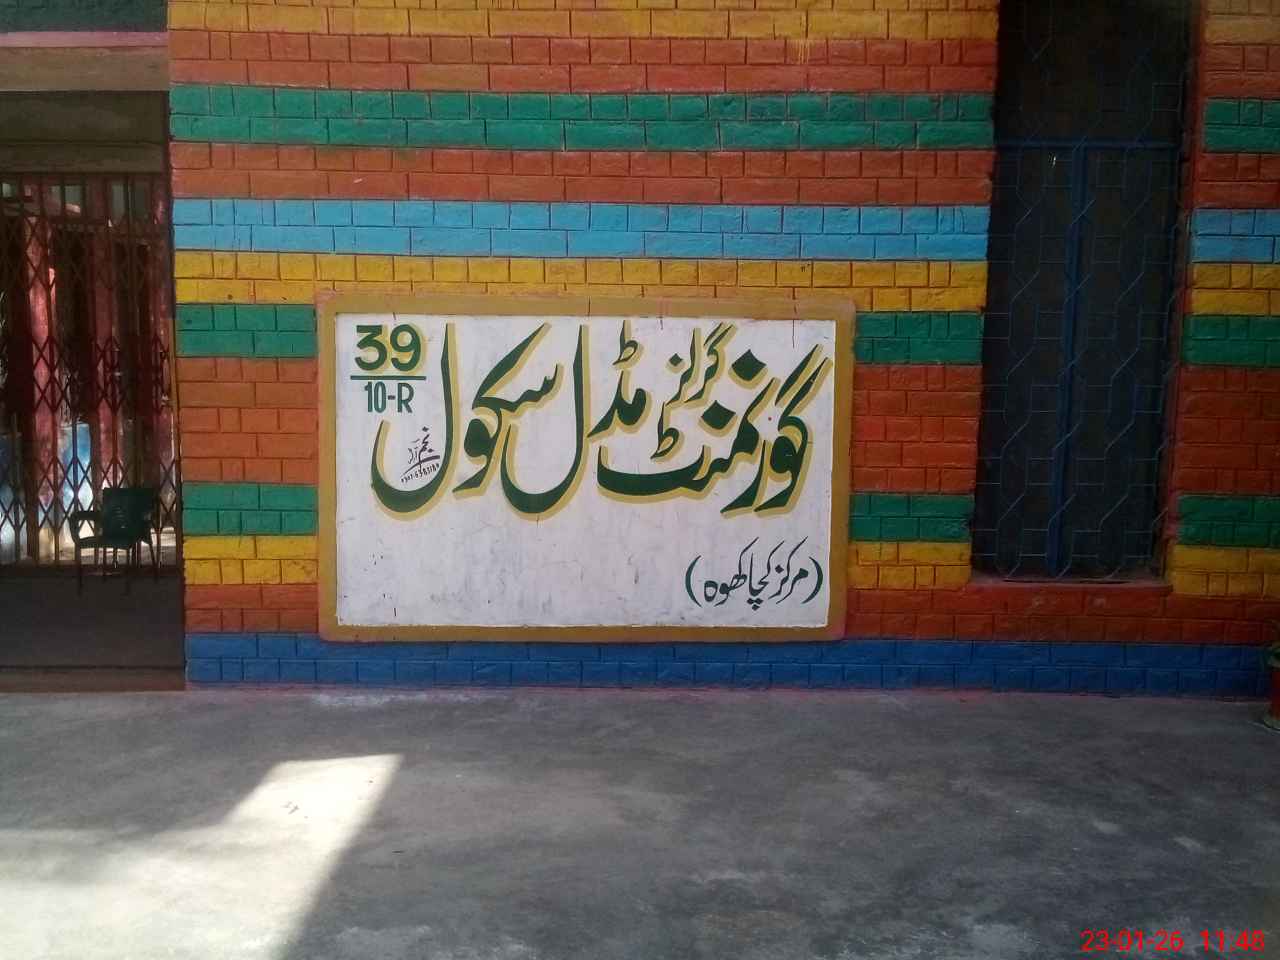 گورنمنٹ گرلز مڈل سکول
39
10-R
(مرکز کچا کھوہ)
23-01-26 11:48